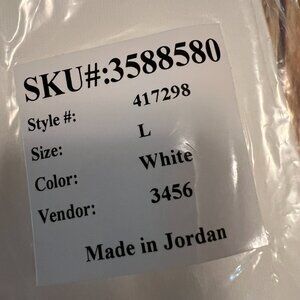 SKU#:3588580
Style #: 417298
Size: L
Color: White
Vendor: 3456
Made in Jordan